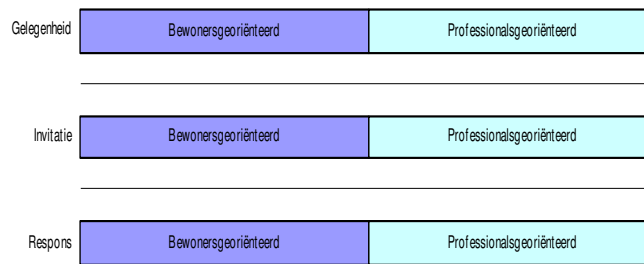 Gelegenheid Bewonersgeoriënteerd Professionalsgeoriënteerd
Invitatie Bewonersgeoriënteerd Professionalsgeoriënteerd
Respons Bewonersgeoriënteerd Professionalsgeoriënteerd